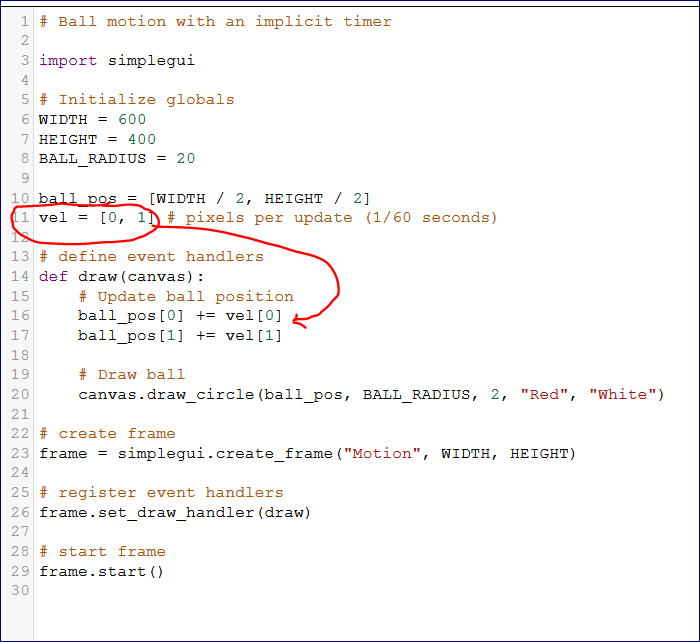 1 # Ball motion with an implicit timer
2
3 import simplegui
4
5 # Initialize globals
6 WIDTH = 600
7 HEIGHT = 400
8 BALL_RADIUS = 20
9
10 ball_pos = [WIDTH / 2, HEIGHT / 2]
11 vel = [0, 1] # pixels per update (1/60 seconds)
12
13 # define event handlers
14 def draw(canvas):
15     # Update ball position
16     ball_pos[0] += vel[0]
17     ball_pos[1] += vel[1]
18
19     # Draw ball
20     canvas.draw_circle(ball_pos, BALL_RADIUS, 2, "Red", "White")
21
22 # create frame
23 frame = simplegui.create_frame("Motion", WIDTH, HEIGHT)
24
25 # register event handlers
26 frame.set_draw_handler(draw)
27
28 # start frame
29 frame.start()
30